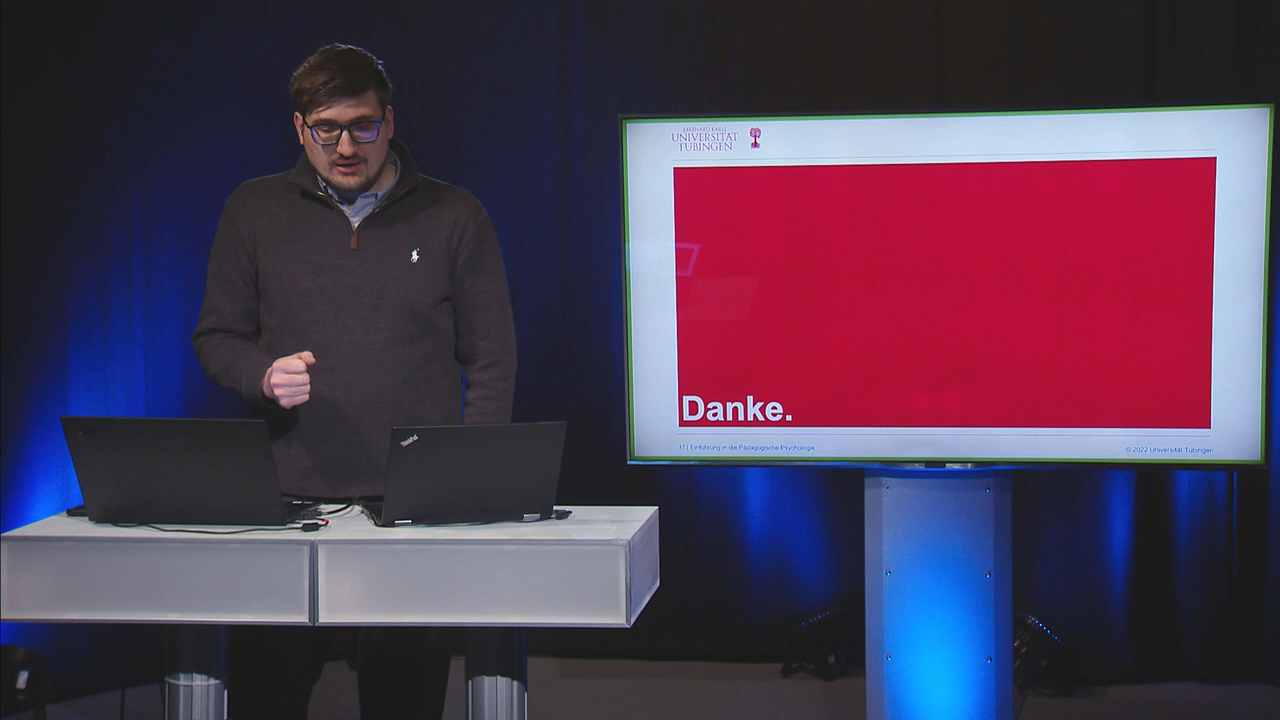 EBERHARD KARLS
UNIVERSITÄT
TÜBINGEN
Danke.
37 | Einführung in die Pädagogische Psychologie
© 2022 Universität Tübingen
ThinkPad